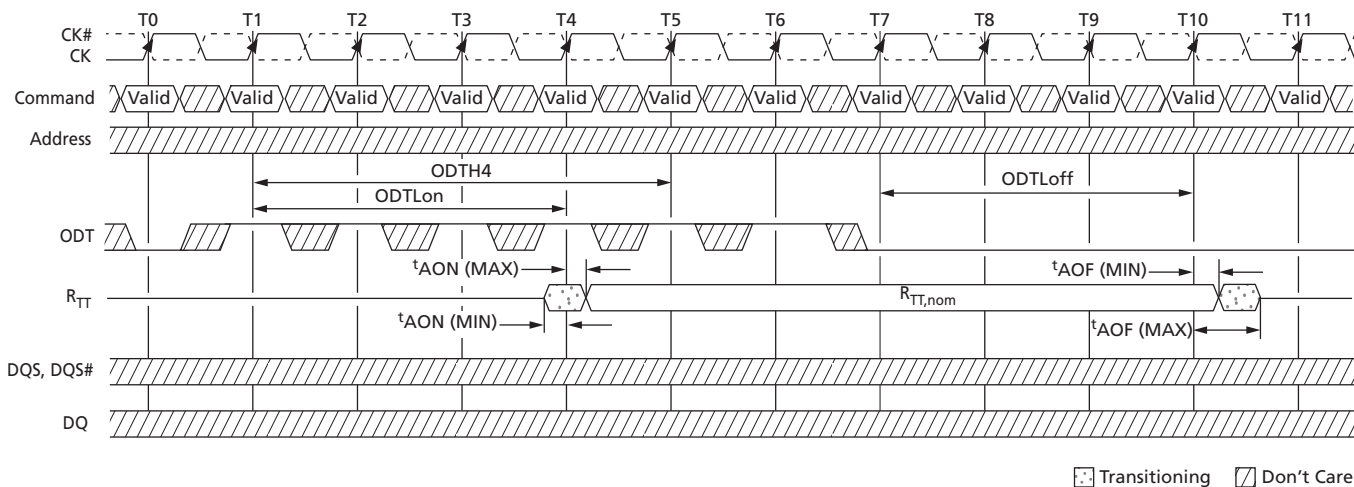 T0 T1 T2 T3 T4 T5 T6 T7 T8 T9 T10 T11
CK#
CK
Command Valid Valid Valid Valid Valid Valid Valid Valid Valid Valid Valid Valid
Address
ODTH4
ODTLoff
ODTLon
ODT
tAON (MAX) tAOF (MIN)
RTT RTT,nom
tAON (MIN) tAOF (MAX)
DQS, DQS#
DQ
Transitioning Don't Care